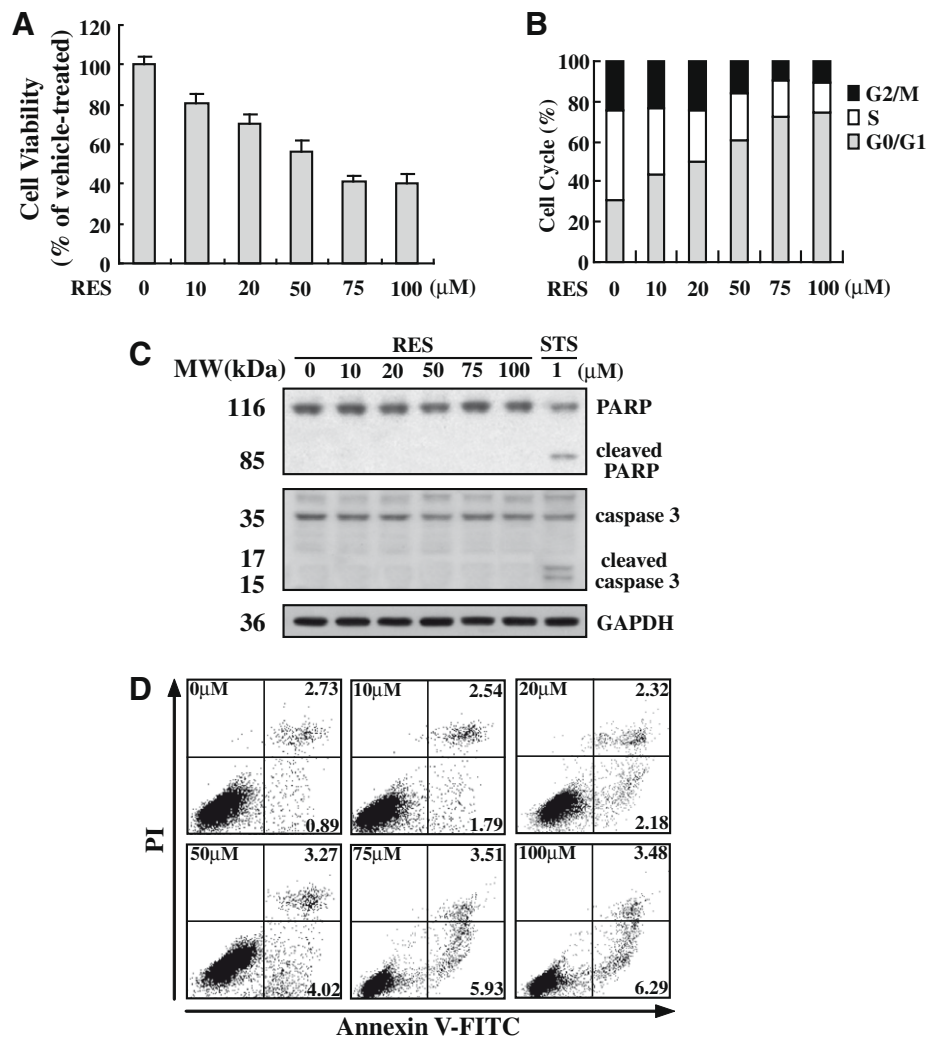 A
Cell Viability
(% of vehicle-treated)
120
100
80
60
40
20
0
RES 0 10 20 50 75 100 (μM)
B
Cell Cycle (%)
100
80
60
40
20
0
G2/M
S
G0/G1
RES 0 10 20 50 75 100 (μM)
C
RES STS
MW(kDa) 0 10 20 50 75 100 1 (μM)
116 PARP
85 cleaved
PARP
35 caspase 3
17 cleaved
15 caspase 3
36 GAPDH
D
PI
0μM 2.73
0.89
10μM 2.54
1.79
20μM 2.32
2.18
50μM 3.27
4.02
75μM 3.51
5.93
100μM 3.48
6.29
Annexin V-FITC